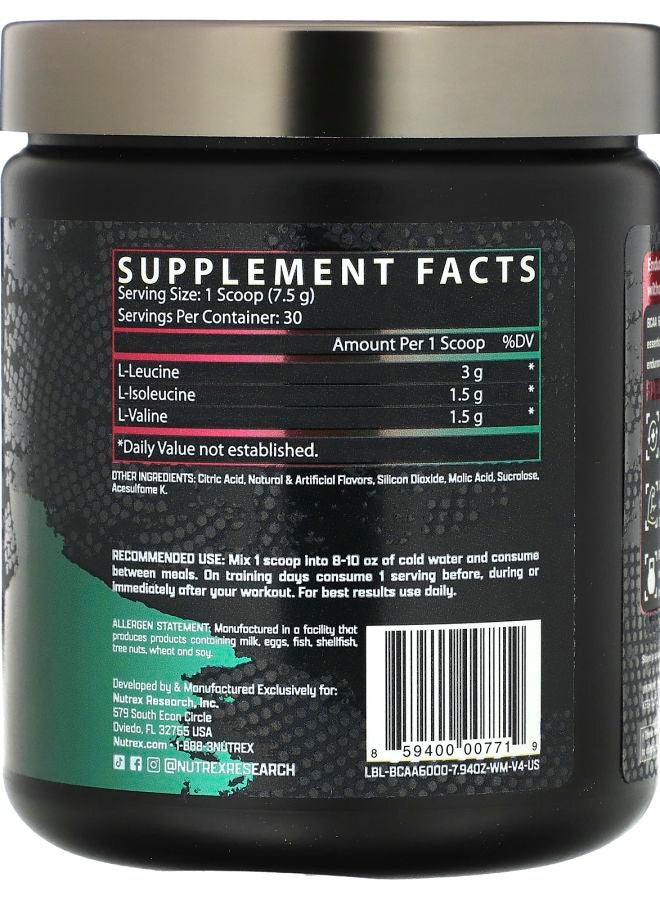 SUPPLEMENT FACTS
Serving Size: 1 Scoop (7.5 g)
Servings Per Container: 30
Amount Per 1 Scoop %DV
L-Leucine 3 g *
L-Isoleucine 1.5 g *
L-Valine 1.5 g *
*Daily Value not established.
OTHER INGREDIENTS: Citric Acid, Natural & Artificial Flavors, Silicon Dioxide, Malic Acid, Sucralose,
Acesulfame K.
RECOMMENDED USE: Mix 1 scoop into 8-10 oz of cold water and consume
between meals. On training days consume 1 serving before, during or
immediately after your workout. For best results use daily.
ALLERGEN STATEMENT: Manufactured in a facility that
produces products containing milk, eggs, fish, shellfish,
tree nuts, wheat and soy.
Developed by & Manufactured Exclusively for:
Nutrex Research, Inc.
579 South Econ Circle
Oviedo, FL 32765 USA
Nutrex.com · 1-888-3NUTREX
@NUTREXRESEARCH
8 59400 00771 9
LBL-BCAA6000-7.94OZ-WM-V4-US